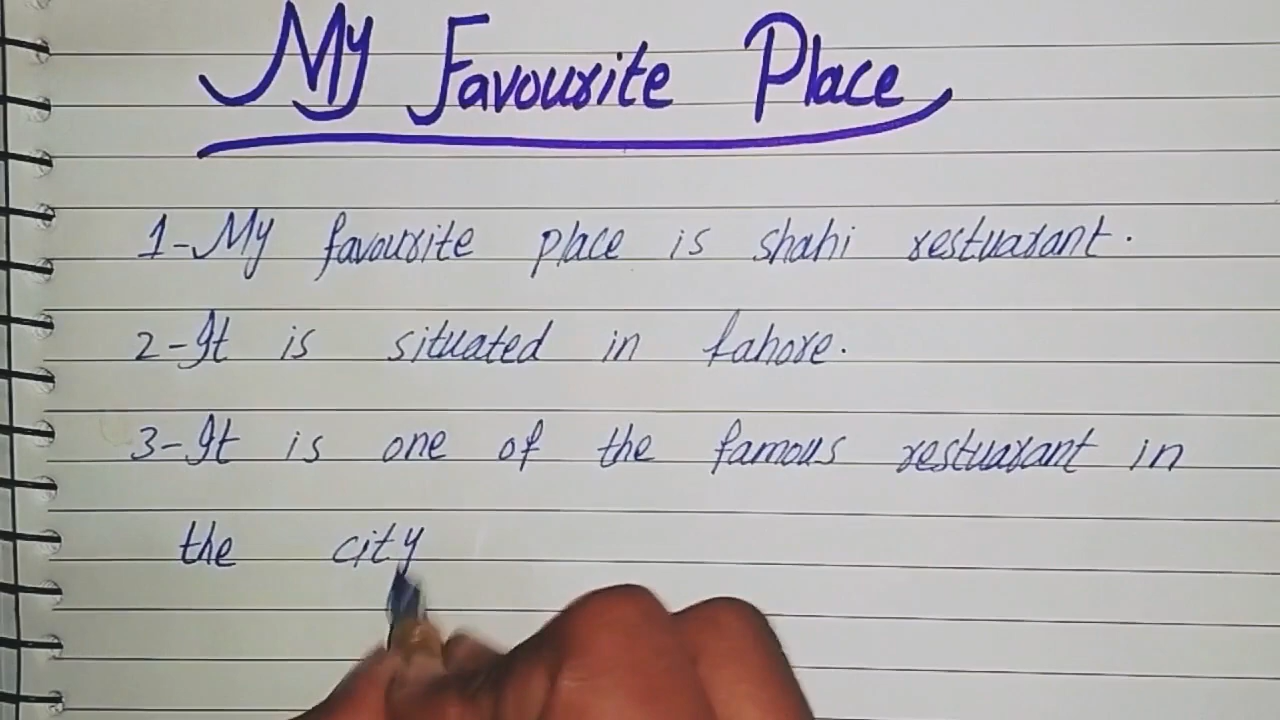 My Favourite Place
1-My favourite place is shahi restuarant.
2-It is situated in Lahore.
3-It is one of the famous restuarant in
the city